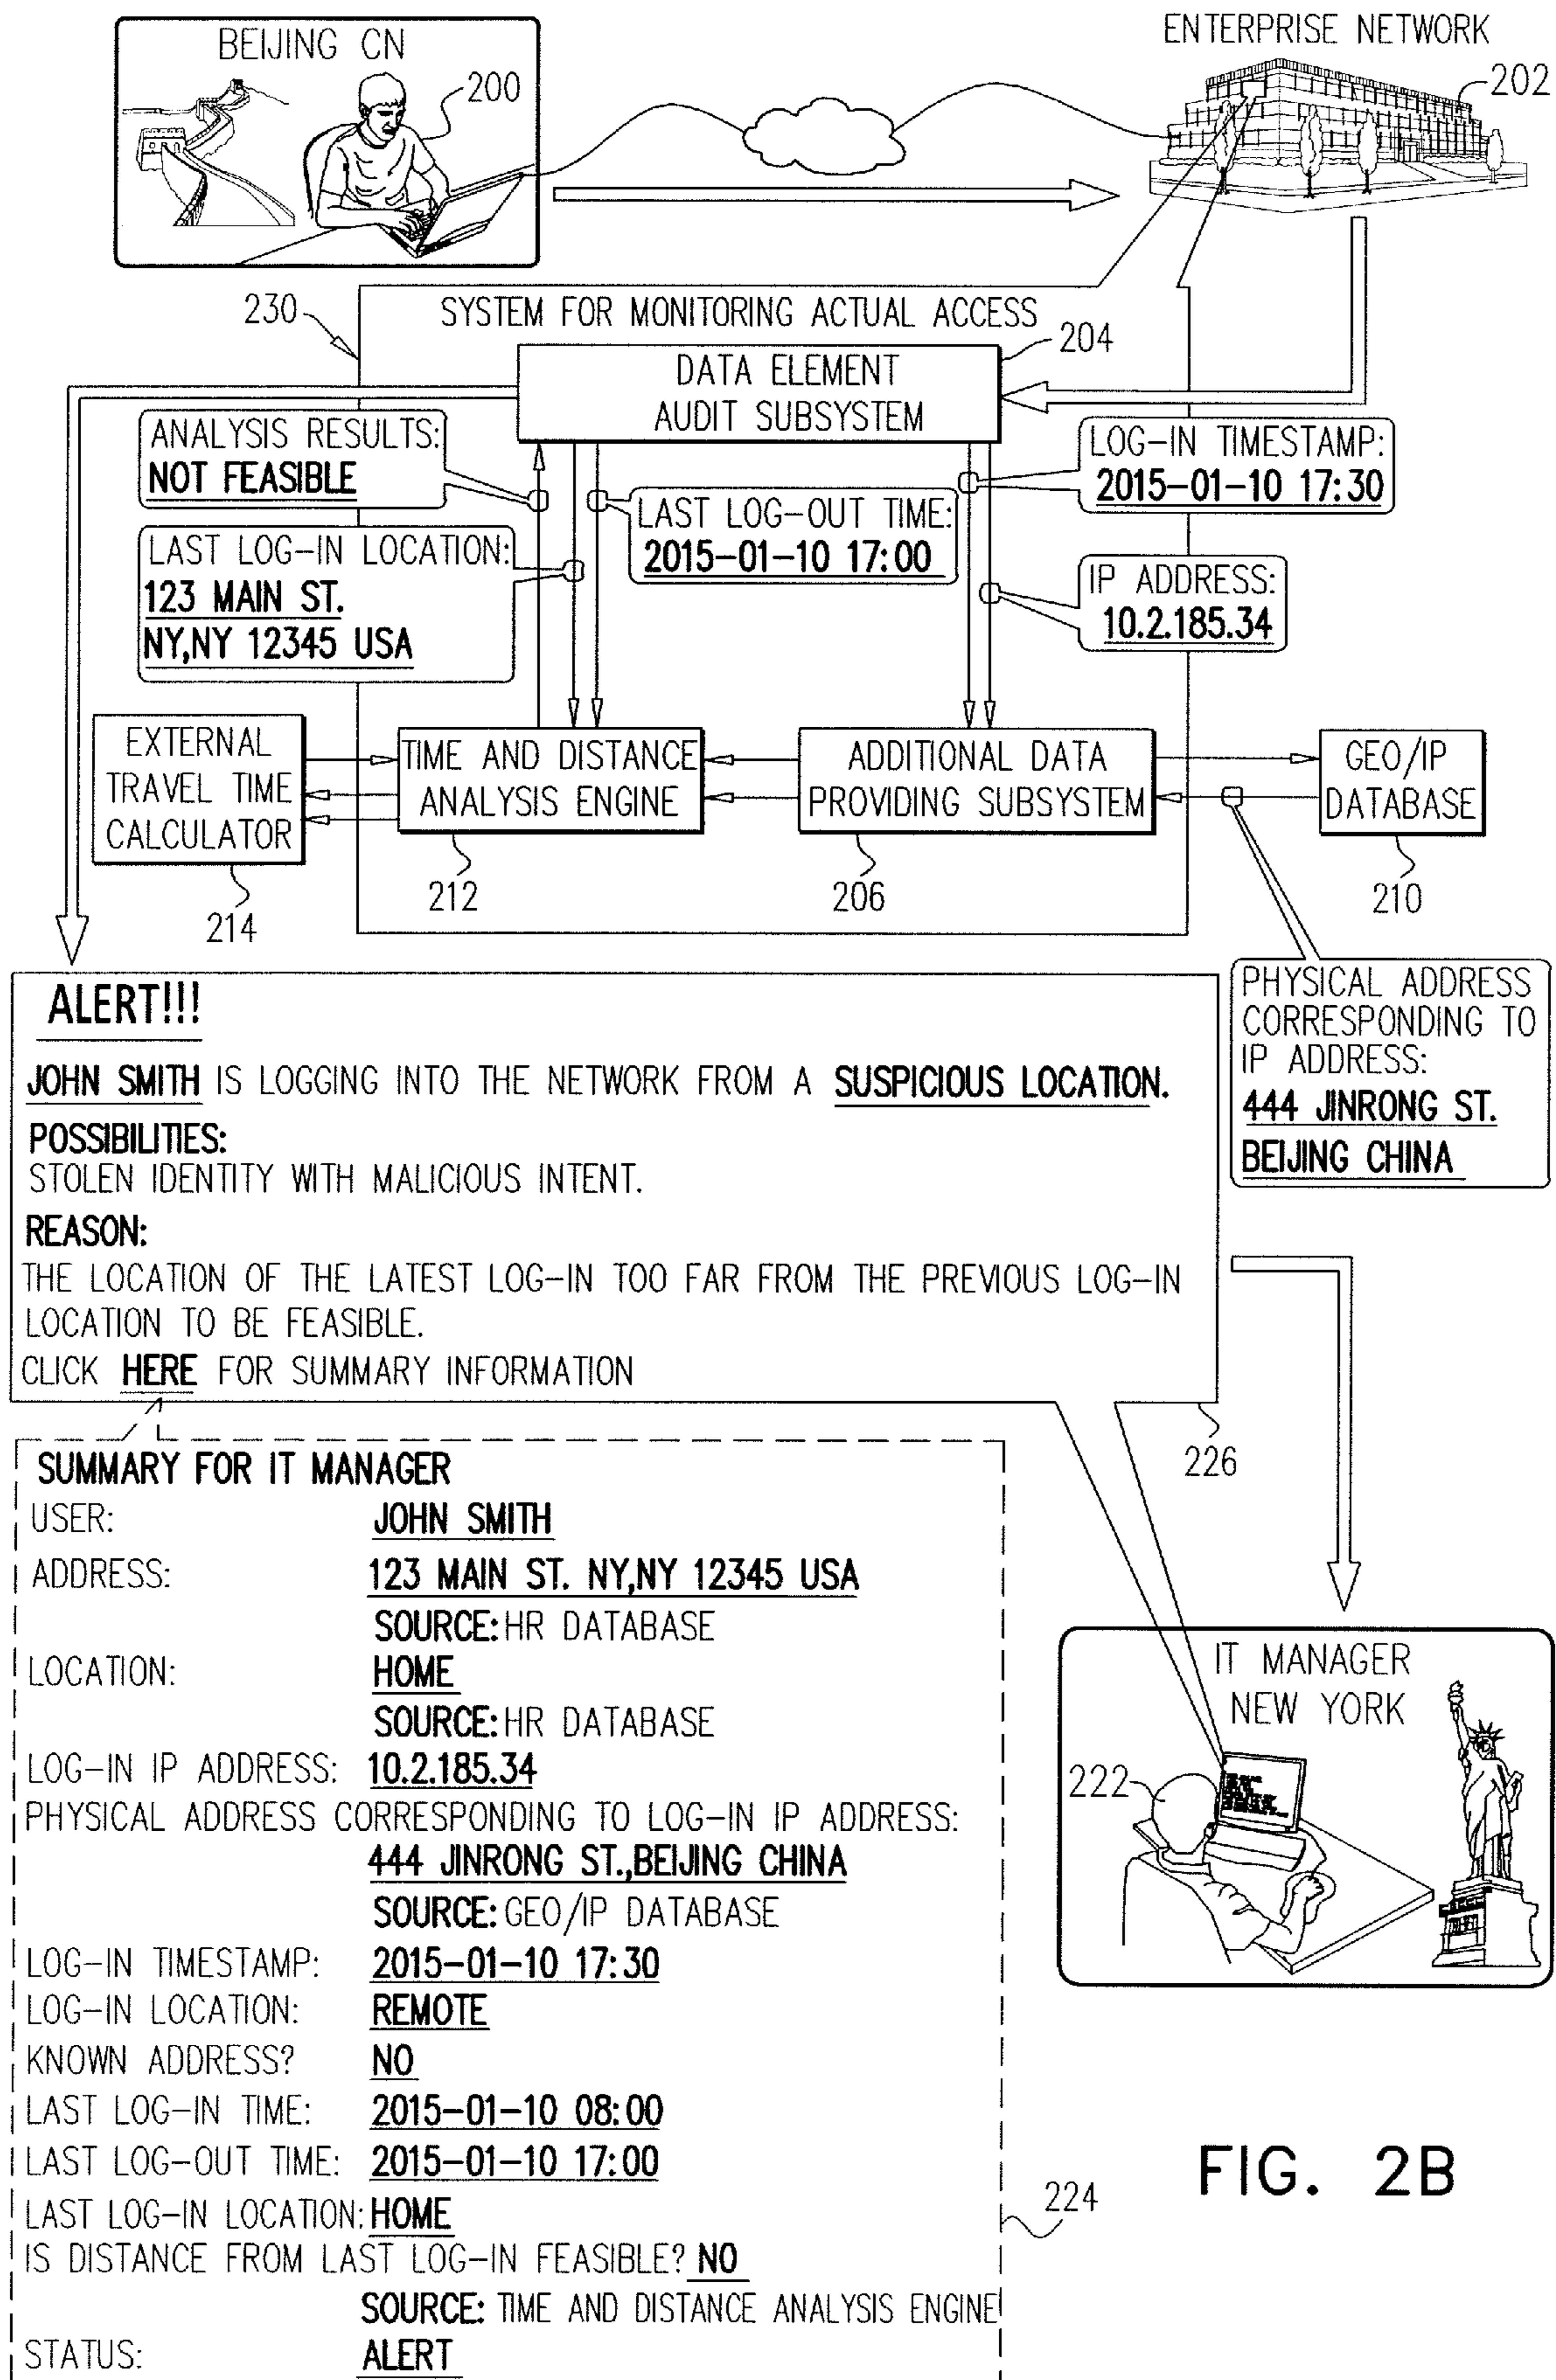 BEIJING CN
200
ENTERPRISE NETWORK
202
230
SYSTEM FOR MONITORING ACTUAL ACCESS
204
DATA ELEMENT
AUDIT SUBSYSTEM
ANALYSIS RESULTS:
NOT FEASIBLE
LAST LOG-IN LOCATION:
123 MAIN ST.
NY,NY 12345 USA
LAST LOG-OUT TIME:
2015-01-10 17:00
LOG-IN TIMESTAMP:
2015-01-10 17:30
IP ADDRESS:
10.2.185.34
EXTERNAL
TRAVEL TIME
CALCULATOR
214
TIME AND DISTANCE
ANALYSIS ENGINE
212
ADDITIONAL DATA
PROVIDING SUBSYSTEM
206
GEO/IP
DATABASE
210
PHYSICAL ADDRESS
CORRESPONDING TO
IP ADDRESS:
444 JINRONG ST.
BEIJING CHINA
ALERT!!!
JOHN SMITH IS LOGGING INTO THE NETWORK FROM A SUSPICIOUS LOCATION.
POSSIBILITIES:
STOLEN IDENTITY WITH MALICIOUS INTENT.
REASON:
THE LOCATION OF THE LATEST LOG-IN TOO FAR FROM THE PREVIOUS LOG-IN
LOCATION TO BE FEASIBLE.
CLICK HERE FOR SUMMARY INFORMATION
226
SUMMARY FOR IT MANAGER
USER: JOHN SMITH
ADDRESS: 123 MAIN ST. NY,NY 12345 USA
SOURCE: HR DATABASE
LOCATION: HOME
SOURCE: HR DATABASE
LOG-IN IP ADDRESS: 10.2.185.34
PHYSICAL ADDRESS CORRESPONDING TO LOG-IN IP ADDRESS:
444 JINRONG ST.,BEIJING CHINA
SOURCE: GEO/IP DATABASE
LOG-IN TIMESTAMP: 2015-01-10 17:30
LOG-IN LOCATION: REMOTE
KNOWN ADDRESS? NO
LAST LOG-IN TIME: 2015-01-10 08:00
LAST LOG-OUT TIME: 2015-01-10 17:00
LAST LOG-IN LOCATION: HOME
IS DISTANCE FROM LAST LOG-IN FEASIBLE? NO
SOURCE: TIME AND DISTANCE ANALYSIS ENGINE
STATUS: ALERT
224
IT MANAGER
NEW YORK
222
FIG. 2B